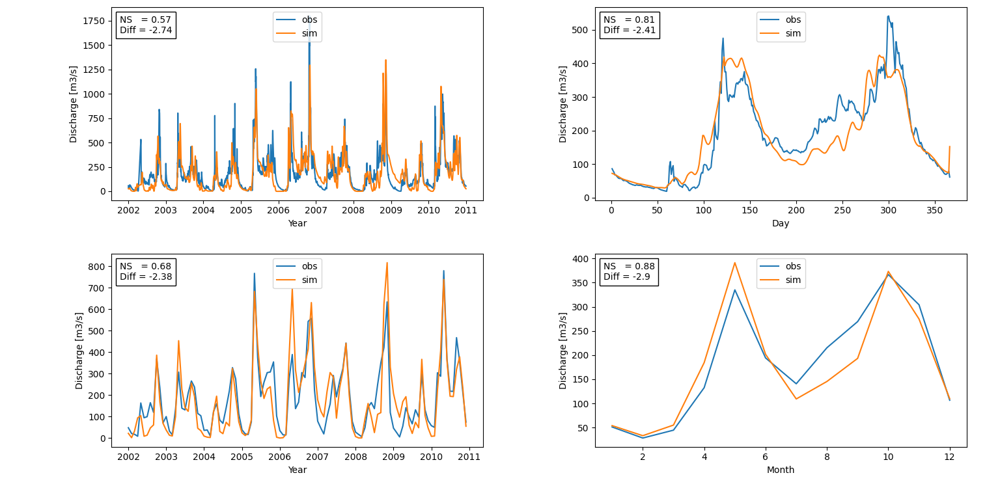 NS = 0.57
Diff = -2.74
obs
sim
Discharge [m3/s]
1750
1500
1250
1000
750
500
250
0
2002 2003 2004 2005 2006 2007 2008 2009 2010 2011
Year
NS = 0.81
Diff = -2.41
obs
sim
Discharge [m3/s]
500
400
300
200
100
0
0 50 100 150 200 250 300 350
Day
NS = 0.68
Diff = -2.38
obs
sim
Discharge [m3/s]
800
700
600
500
400
300
200
100
0
2002 2003 2004 2005 2006 2007 2008 2009 2010 2011
Year
NS = 0.88
Diff = -2.9
obs
sim
Discharge [m3/s]
400
350
300
250
200
150
100
50
2 4 6 8 10 12
Month